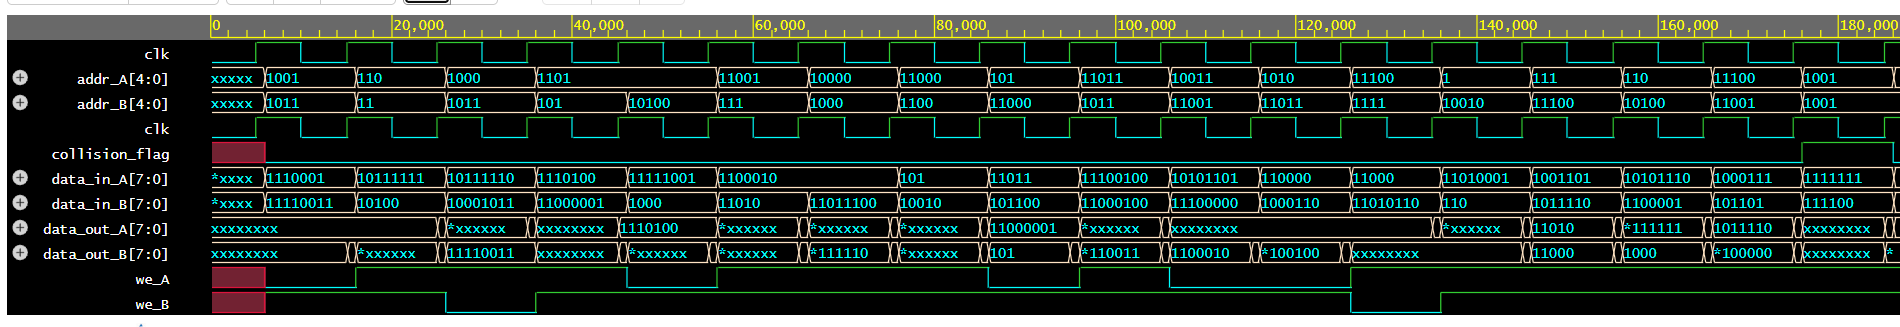 0 20,000 40,000 60,000 80,000 100,000 120,000 140,000 160,000 180,000
clk
addr_A[4:0] xxxxx 1001 110 1000 1101 11001 10000 11000 101 11011 10011 1010 11100 1 111 110 11100 1001
addr_B[4:0] xxxxx 1011 11 1011 101 10100 111 1000 1100 11000 1011 11001 11011 1111 10010 11100 10100 11001 1001
clk
collision_flag
data_in_A[7:0] *xxxx 1110001 10111111 10111110 1110100 11111001 1100010 101 11011 11100100 10101101 110000 11000 11010001 1001101 10101110 1000111 1111111
data_in_B[7:0] *xxxx 11110011 10100 10001011 11000001 1000 11010 11011100 10010 101100 11000100 11100000 1000110 11010110 110 1011110 1100001 101101 111100
data_out_A[7:0] xxxxxxxx *xxxxxx xxxxxxxx 1110100 *xxxxxx *xxxxxx *xxxxxx 11000001 *xxxxxx xxxxxxxx *xxxxxx 11010 *111111 1011110 xxxxxxxx
data_out_B[7:0] xxxxxxxx *xxxxxx 11110011 xxxxxxxx *xxxxxx *xxxxxx *111110 *xxxxxx 101 *110011 1100010 *100100 xxxxxxxx 11000 1000 *100000 xxxxxxxx *
we_A
we_B